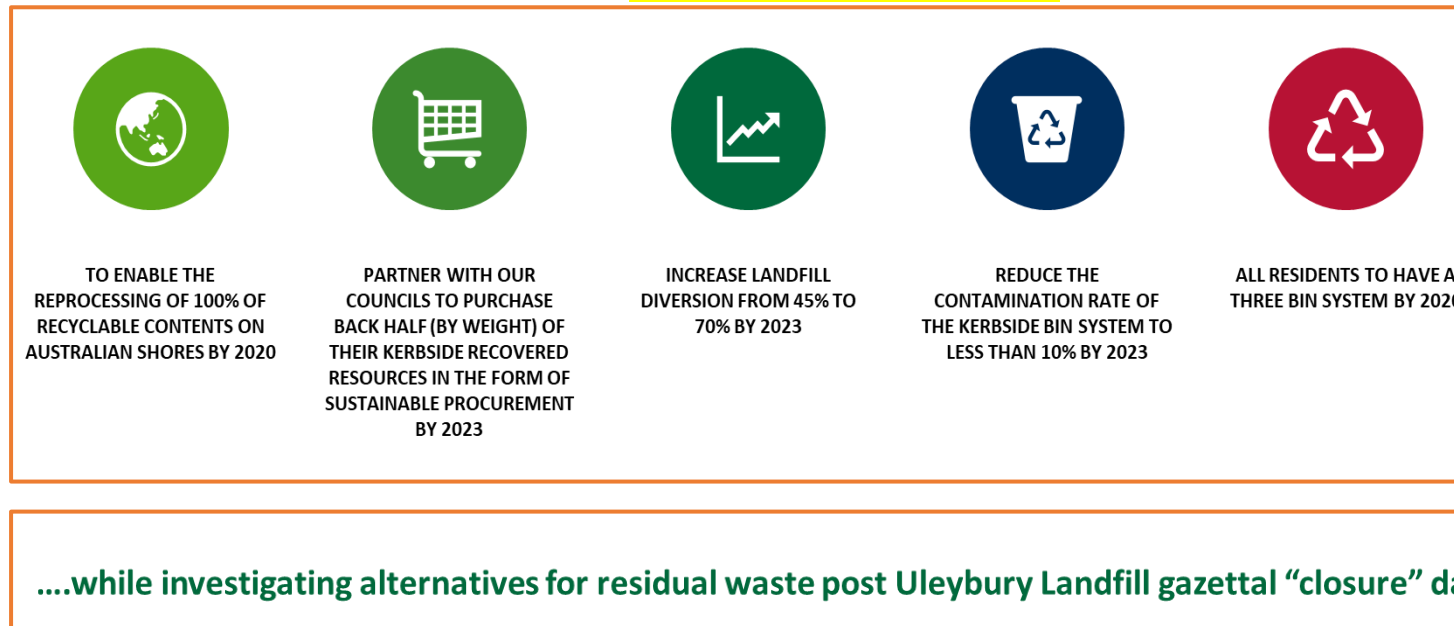 TO ENABLE THE
REPROCESSING OF 100% OF
RECYCLABLE CONTENTS ON
AUSTRALIAN SHORES BY 2020
PARTNER WITH OUR
COUNCILS TO PURCHASE
BACK HALF (BY WEIGHT) OF
THEIR KERBSIDE RECOVERED
RESOURCES IN THE FORM OF
SUSTAINABLE PROCUREMENT
BY 2023
INCREASE LANDFILL
DIVERSION FROM 45% TO
70% BY 2023
REDUCE THE
CONTAMINATION RATE OF
THE KERBSIDE BIN SYSTEM TO
LESS THAN 10% BY 2023
ALL RESIDENTS TO HAVE A
THREE BIN SYSTEM BY
….while investigating alternatives for residual waste post Uleybury Landfill gazettal “closure”